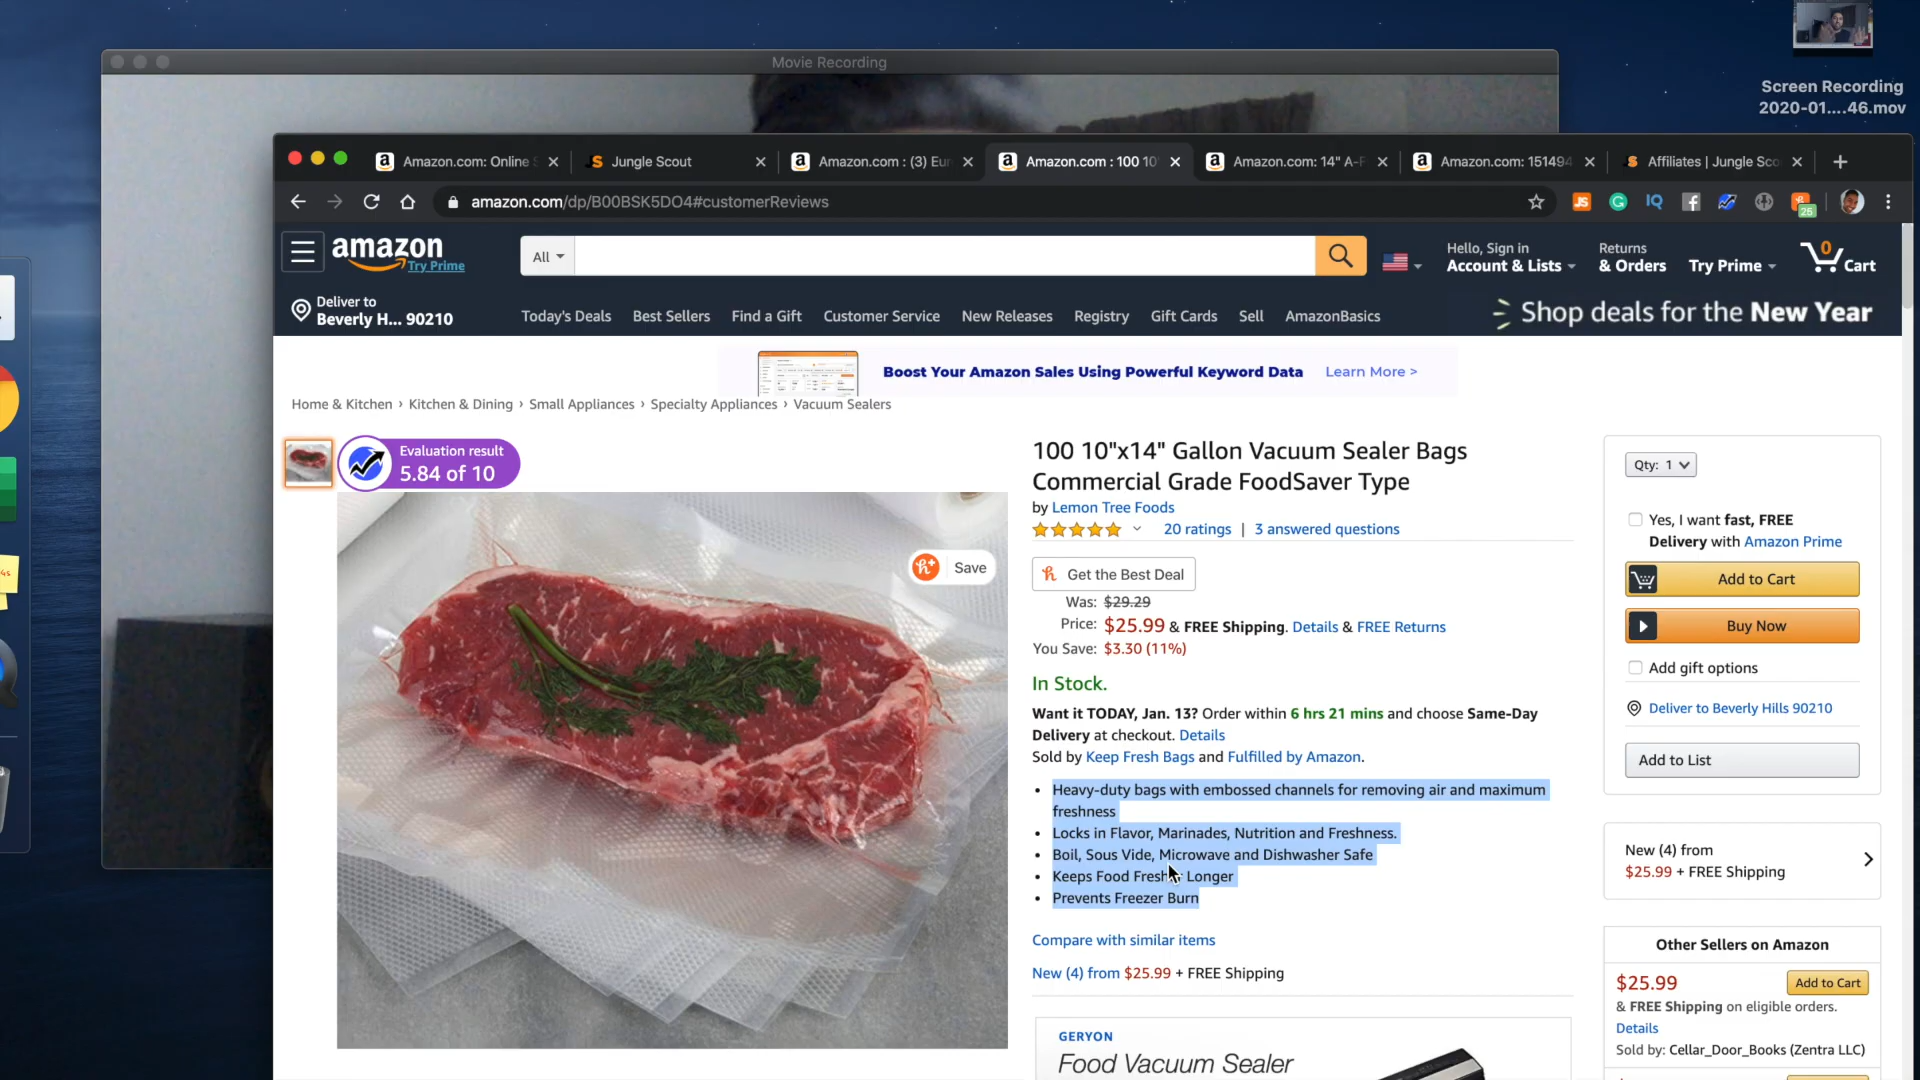 Movie Recording
Screen Recording
2020-01....46.mov
Amazon.com: Online S
Jungle Scout
Amazon.com : (3) Eur
Amazon.com : 100 10
Amazon.com: 14" A-F
Amazon.com: 151494
Affiliates | Jungle Sco
amazon.com/dp/B00BSK5DO4#customerReviews
JS
IQ
25
amazon
Try Prime
All
Hello, Sign in
Account & Lists
Returns
& Orders
Try Prime
0
Cart
Deliver to
Beverly H... 90210
Today's Deals
Best Sellers
Find a Gift
Customer Service
New Releases
Registry
Gift Cards
Sell
AmazonBasics
Shop deals for the New Year
Boost Your Amazon Sales Using Powerful Keyword Data
Learn More >
Home & Kitchen › Kitchen & Dining › Small Appliances › Specialty Appliances › Vacuum Sealers
Evaluation result
5.84 of 10
Save
100 10"x14" Gallon Vacuum Sealer Bags
Commercial Grade FoodSaver Type
by Lemon Tree Foods
20 ratings | 3 answered questions
Get the Best Deal
Was: $29.29
Price: $25.99 & FREE Shipping. Details & FREE Returns
You Save: $3.30 (11%)
In Stock.
Want it TODAY, Jan. 13? Order within 6 hrs 21 mins and choose Same-Day
Delivery at checkout. Details
Sold by Keep Fresh Bags and Fulfilled by Amazon.
• Heavy-duty bags with embossed channels for removing air and maximum
freshness
• Locks in Flavor, Marinades, Nutrition and Freshness.
• Boil, Sous Vide, Microwave and Dishwasher Safe
• Keeps Food Fresher Longer
• Prevents Freezer Burn
Compare with similar items
New (4) from $25.99 + FREE Shipping
GERYON
Food Vacuum Sealer
Qty: 1
Yes, I want fast, FREE
Delivery with Amazon Prime
Add to Cart
Buy Now
Add gift options
Deliver to Beverly Hills 90210
Add to List
New (4) from
$25.99 + FREE Shipping
Other Sellers on Amazon
$25.99
Add to Cart
& FREE Shipping on eligible orders.
Details
Sold by: Cellar_Door_Books (Zentra LLC)